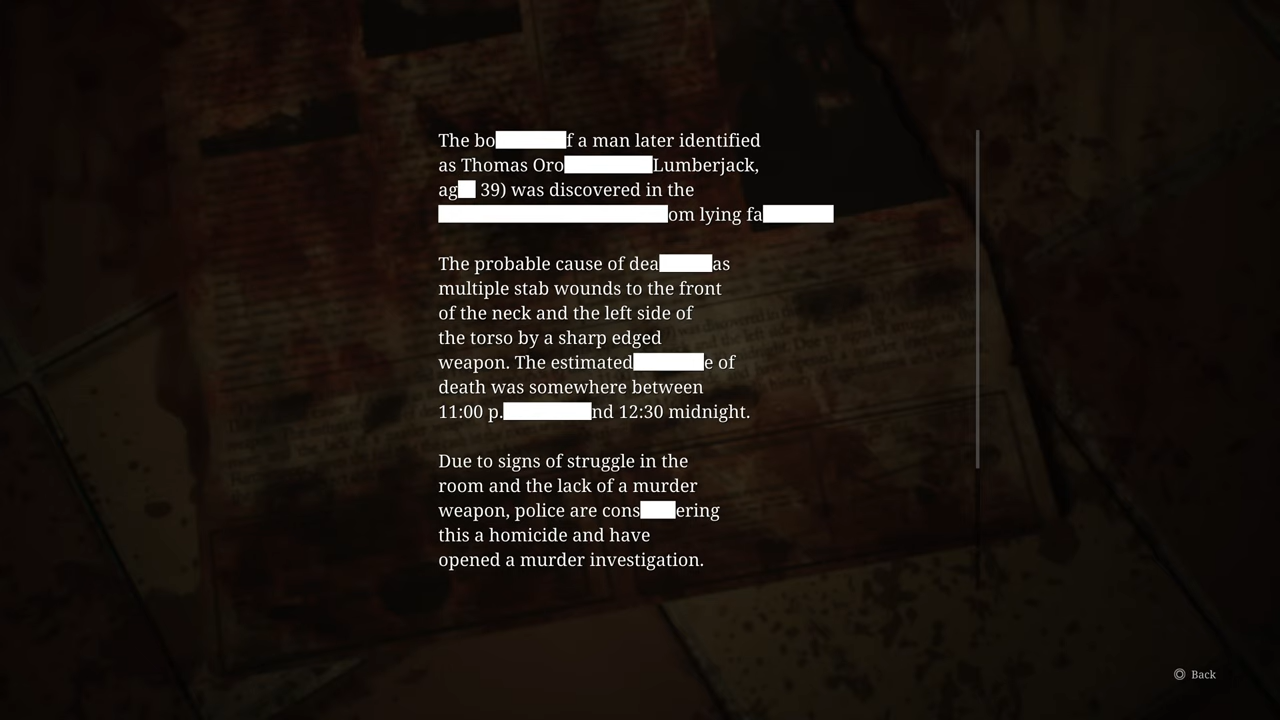 The bo f a man later identified
as Thomas Oro Lumberjack,
ag 39) was discovered in the
om lying fa
The probable cause of dea as
multiple stab wounds to the front
of the neck and the left side of
the torso by a sharp edged
weapon. The estimated e of
death was somewhere between
11:00 p. nd 12:30 midnight.
Due to signs of struggle in the
room and the lack of a murder
weapon, police are cons ering
this a homicide and have
opened a murder investigation.
Back